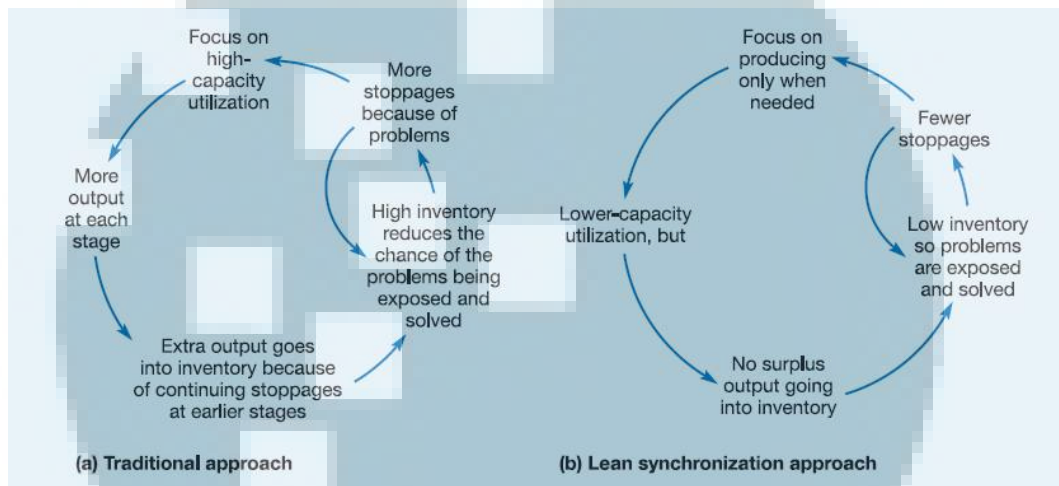 Focus on
high-
capacity
utilization
More
stoppages
because of
problems
More
output
at each
stage
High inventory
reduces the
chance of the
problems being
exposed and
solved
Extra output goes
into inventory because
of continuing stoppages
at earlier stages
(a) Traditional approach
Focus on
producing
only when
needed
Fewer
stoppages
Lower-capacity
utilization, but
Low inventory
so problems
are exposed
and solved
No surplus
output going
into inventory
(b) Lean synchronization approach